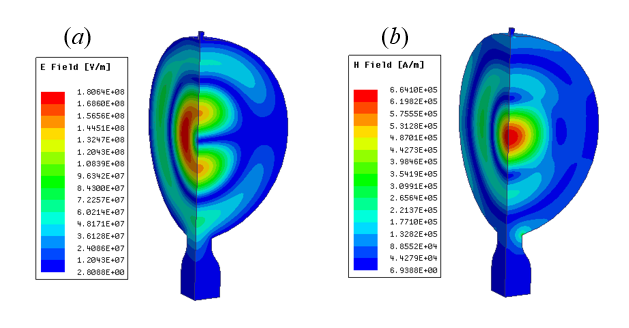 (a)
E Field [V/m]
1.8064E+08
1.6860E+08
1.5656E+08
1.4451E+08
1.3247E+08
1.2043E+08
1.0839E+08
9.6342E+07
8.4300E+07
7.2257E+07
6.0214E+07
4.8171E+07
3.6128E+07
2.4086E+07
1.2043E+07
2.8088E+00
(b)
H Field [A/m]
6.6410E+05
6.1982E+05
5.7555E+05
5.3128E+05
4.8701E+05
4.4273E+05
3.9846E+05
3.5419E+05
3.0991E+05
2.6564E+05
2.2137E+05
1.7710E+05
1.3282E+05
8.8552E+04
4.4279E+04
6.9388E+00